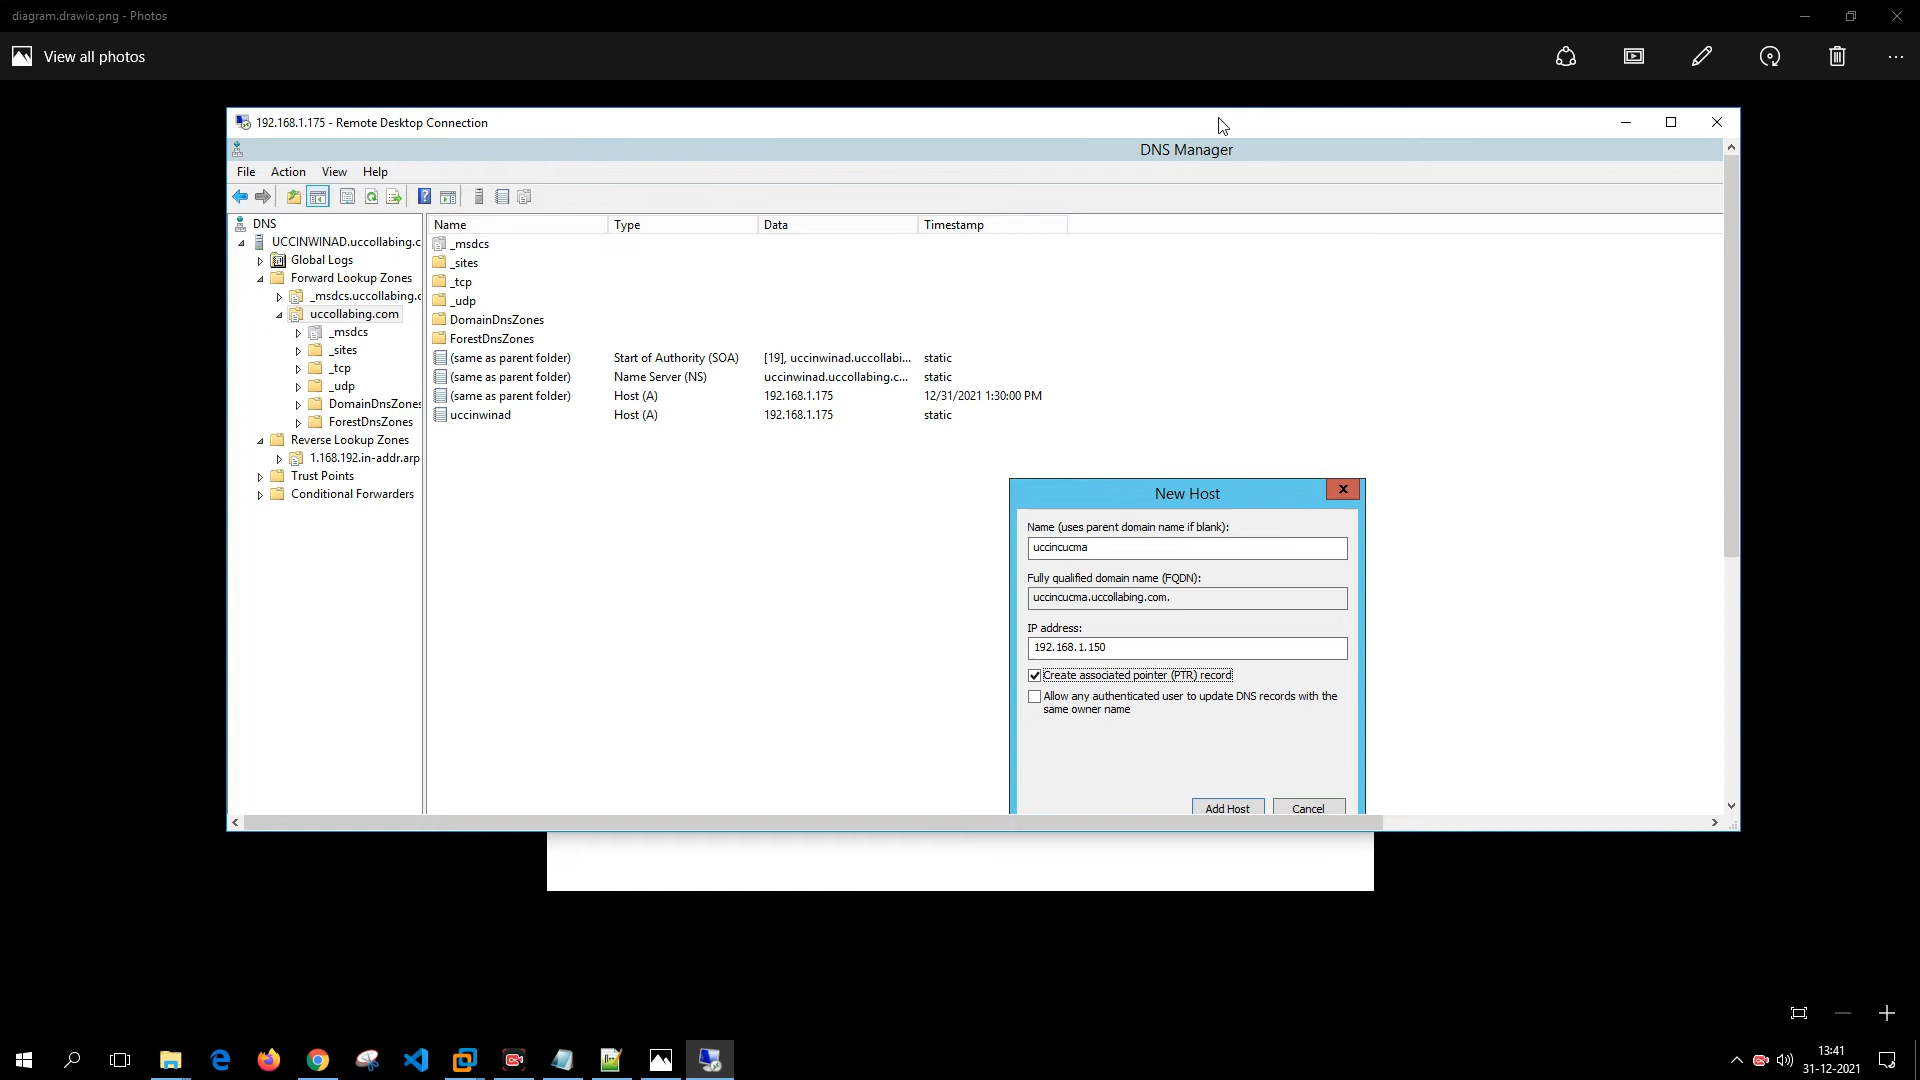 diagram.drawio.png - Photos
View all photos
192.168.1.175 - Remote Desktop Connection
DNS Manager
File Action View Help
DNS
UCCINWINAD.uccollabing.c
Global Logs
Forward Lookup Zones
_msdcs.uccollabing.c
uccollabing.com
_msdcs
_sites
_tcp
_udp
DomainDnsZones
ForestDnsZones
Reverse Lookup Zones
1.168.192.in-addr.arp
Trust Points
Conditional Forwarders
Name Type Data Timestamp
_msdcs
_sites
_tcp
_udp
DomainDnsZones
ForestDnsZones
(same as parent folder) Start of Authority (SOA) [19], uccinwinad.uccollabi... static
(same as parent folder) Name Server (NS) uccinwinad.uccollabing.c... static
(same as parent folder) Host (A) 192.168.1.175 12/31/2021 1:30:00 PM
uccinwinad Host (A) 192.168.1.175 static
New Host
Name (uses parent domain name if blank):
uccincucma
Fully qualified domain name (FQDN):
uccincucma.uccollabing.com.
IP address:
192.168.1.150
Create associated pointer (PTR) record
Allow any authenticated user to update DNS records with the
same owner name
Add Host Cancel
13:41
31-12-2021